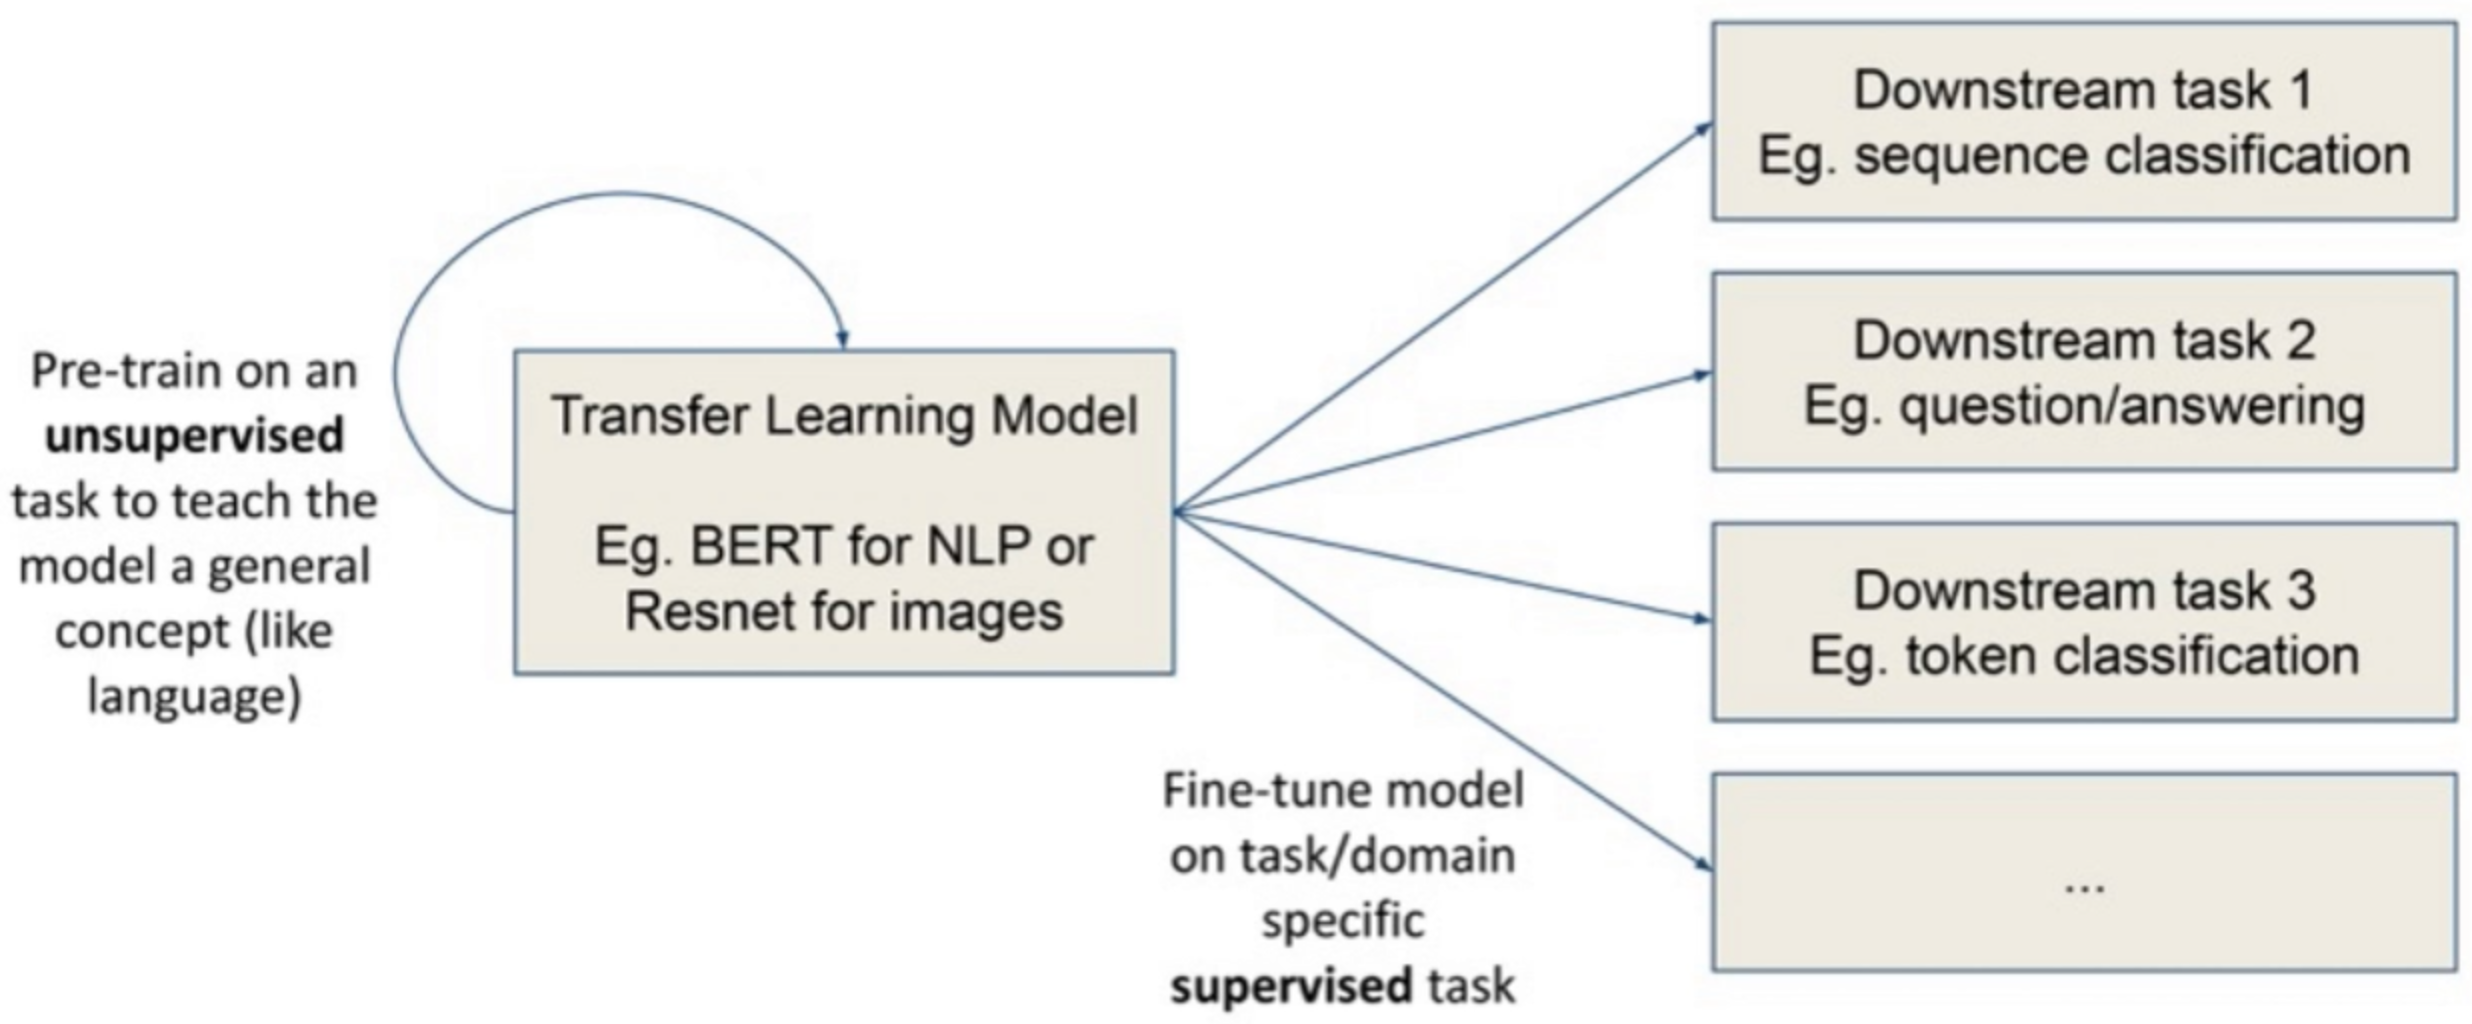 Pre-train on an
unsupervised
task to teach the
model a general
concept (like
language)
Transfer Learning Model
Eg. BERT for NLP or
Resnet for images
Fine-tune model
on task/domain
specific
supervised task
Downstream task 1
Eg. sequence classification
Downstream task 2
Eg. question/answering
Downstream task 3
Eg. token classification
...